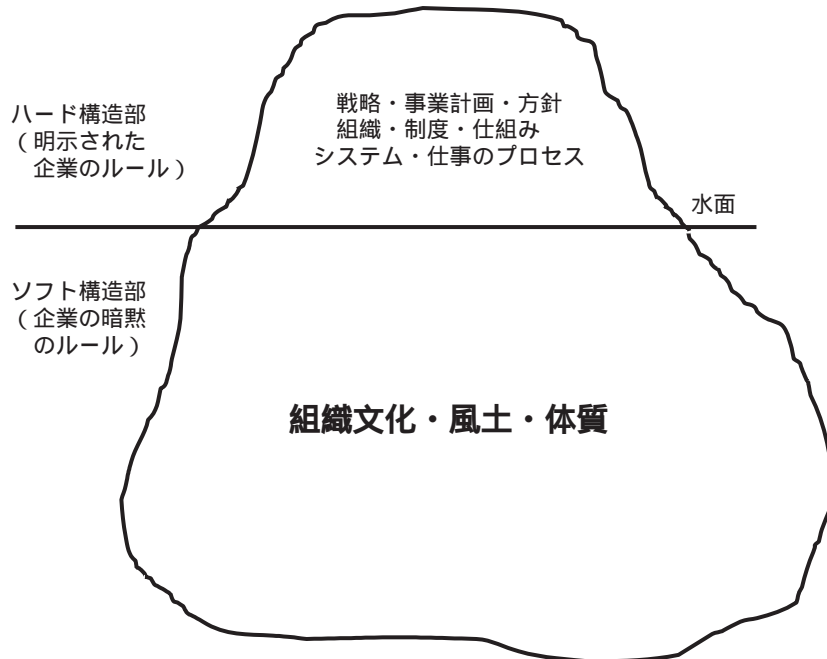 戦略・事業計画・方針
組織・制度・仕組み
システム・仕事のプロセス
ハード構造部
(明示された
企業のルール)
水面
ソフト構造部
(企業の暗黙
のルール)
組織文化・風土・体質